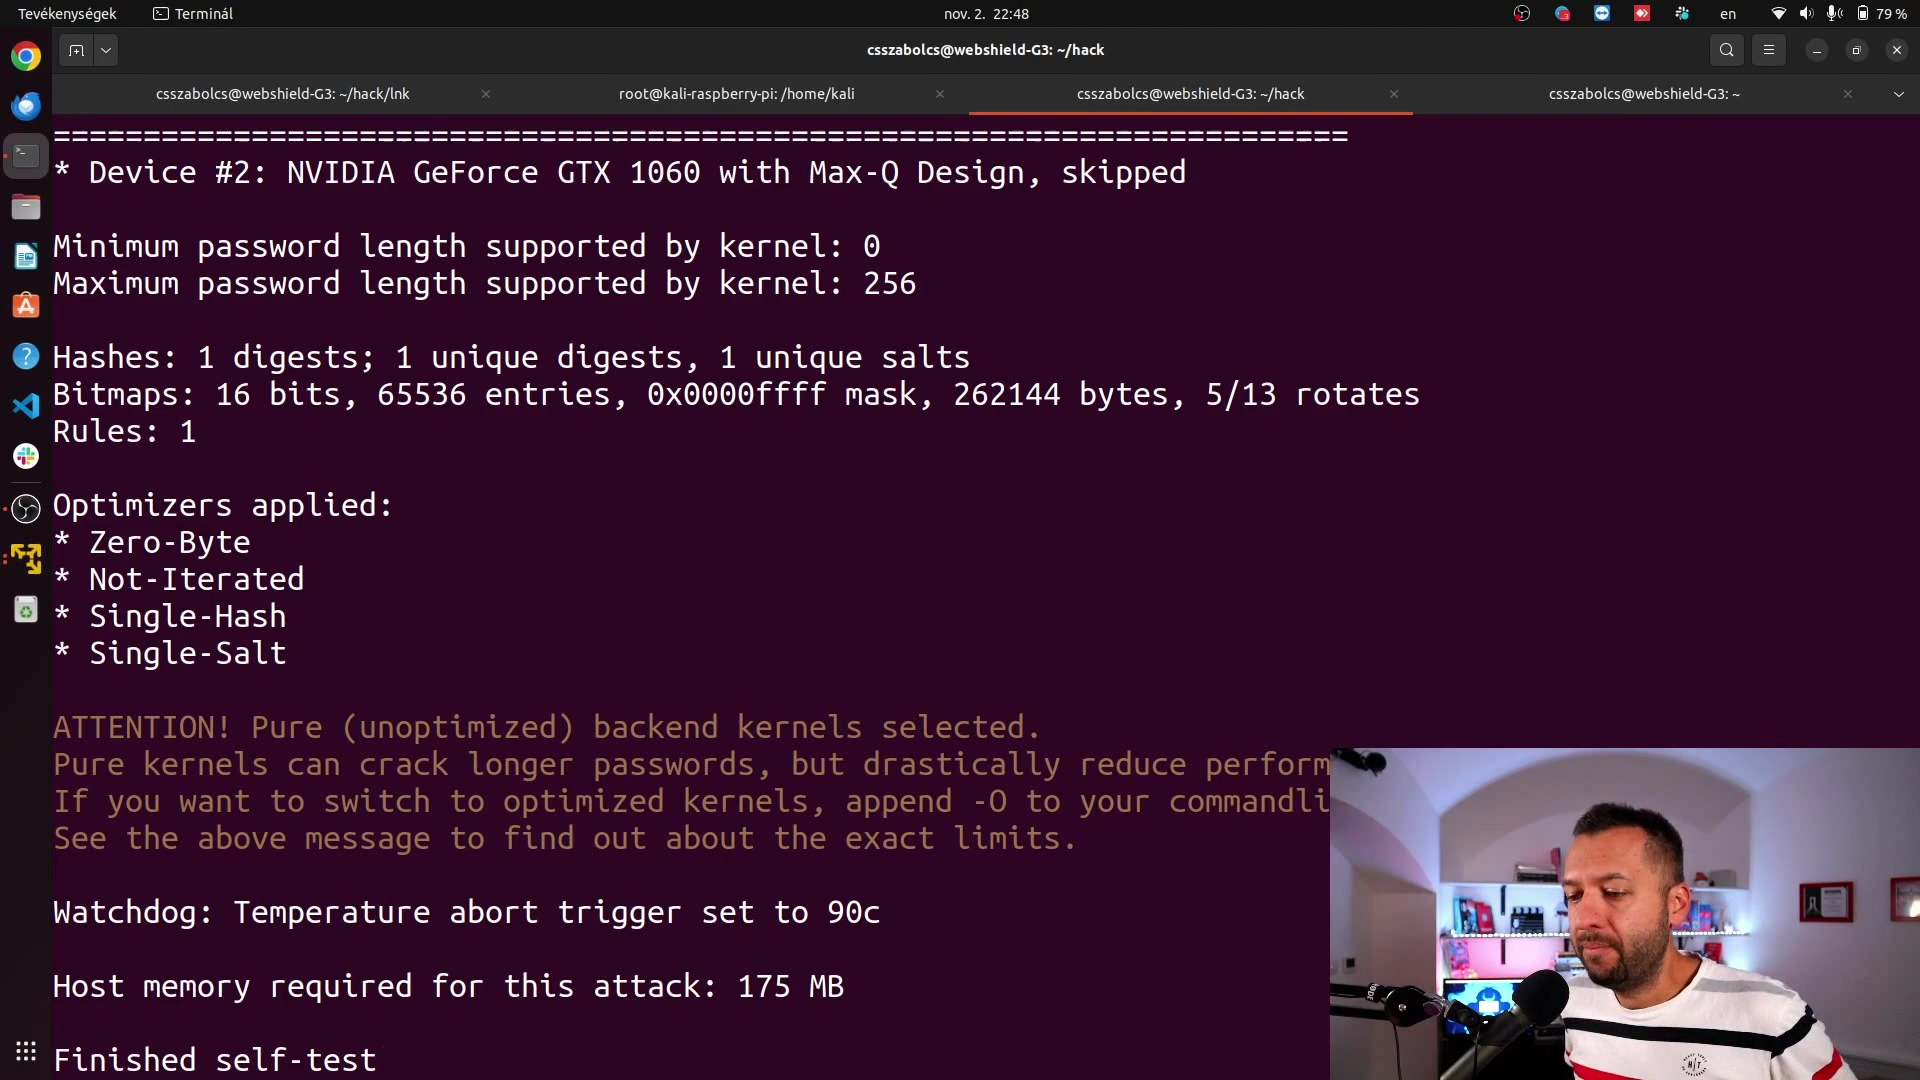 Tevékenységek
Terminál
nov. 2. 22:48
en
79 %
csszabolcs@webshield-G3: ~/hack
csszabolcs@webshield-G3: ~/hack/lnk
root@kali-raspberry-pi: /home/kali
csszabolcs@webshield-G3: ~/hack
csszabolcs@webshield-G3: ~
========================================================================
* Device #2: NVIDIA GeForce GTX 1060 with Max-Q Design, skipped
Minimum password length supported by kernel: 0
Maximum password length supported by kernel: 256
Hashes: 1 digests; 1 unique digests, 1 unique salts
Bitmaps: 16 bits, 65536 entries, 0x0000ffff mask, 262144 bytes, 5/13 rotates
Rules: 1
Optimizers applied:
* Zero-Byte
* Not-Iterated
* Single-Hash
* Single-Salt
ATTENTION! Pure (unoptimized) backend kernels selected.
Pure kernels can crack longer passwords, but drastically reduce perform
If you want to switch to optimized kernels, append -O to your commandli
See the above message to find out about the exact limits.
Watchdog: Temperature abort trigger set to 90c
Host memory required for this attack: 175 MB
Finished self-test